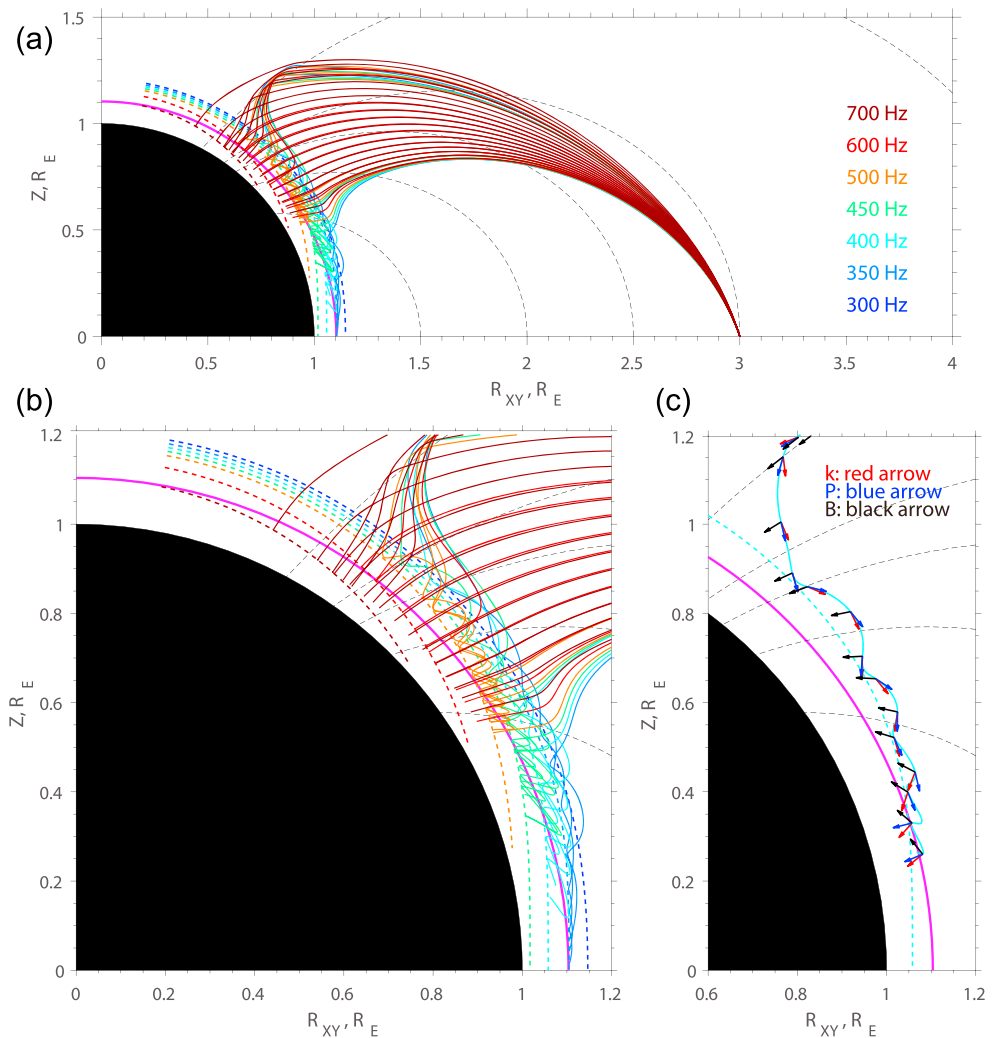 (a)
1.5
1
0.5
0
Z, R E
700 Hz
600 Hz
500 Hz
450 Hz
400 Hz
350 Hz
300 Hz
0 0.5 1 1.5 2 2.5 3 3.5 4
R XY , R E
(b)
1.2
1
0.8
0.6
0.4
0.2
0
Z, R E
0 0.2 0.4 0.6 0.8 1 1.2
R XY , R E
(c)
k: red arrow
P: blue arrow
B: black arrow
1.2
1
0.8
0.6
0.4
0.2
0
Z, R E
0.6 0.8 1 1.2
R XY , R E